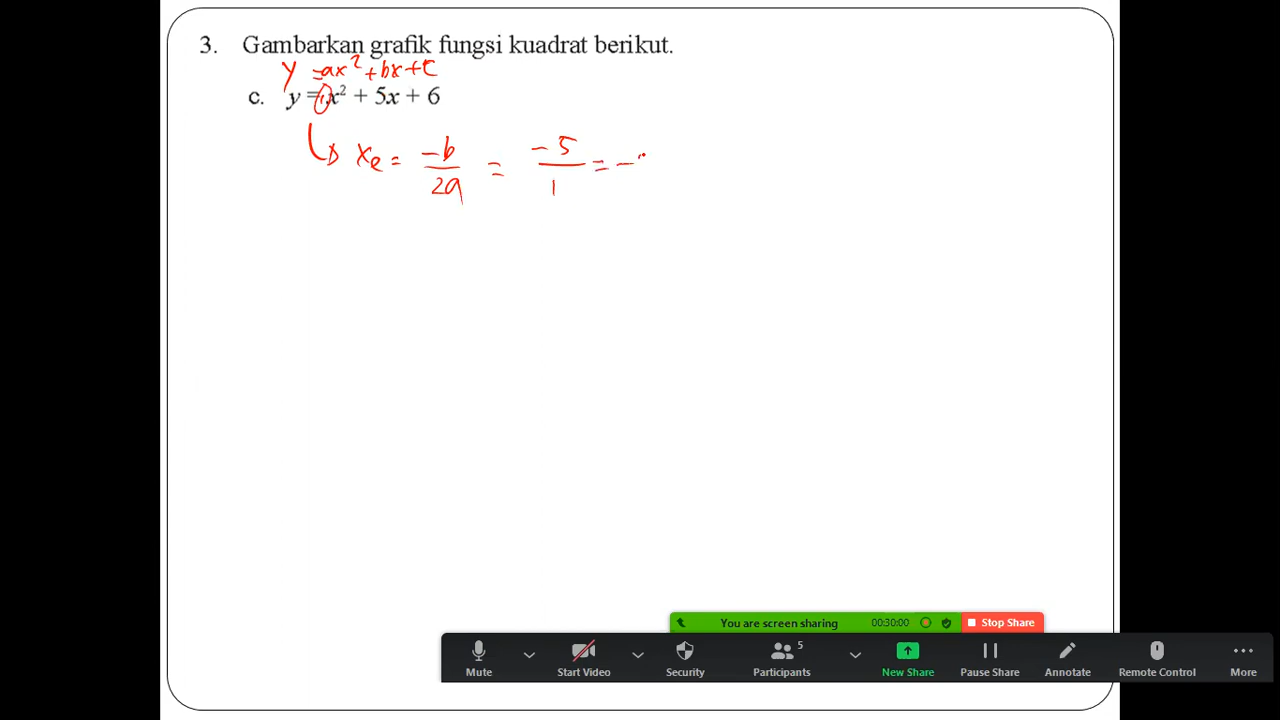 3. Gambarkan grafik fungsi kuadrat berikut.
y = ax² + bx + c
c. y = 1x² + 5x + 6
xe = -b/2a = -5/1 = -
You are screen sharing 00:30:00 Stop Share
5
Mute Start Video Security Participants New Share Pause Share Annotate Remote Control More